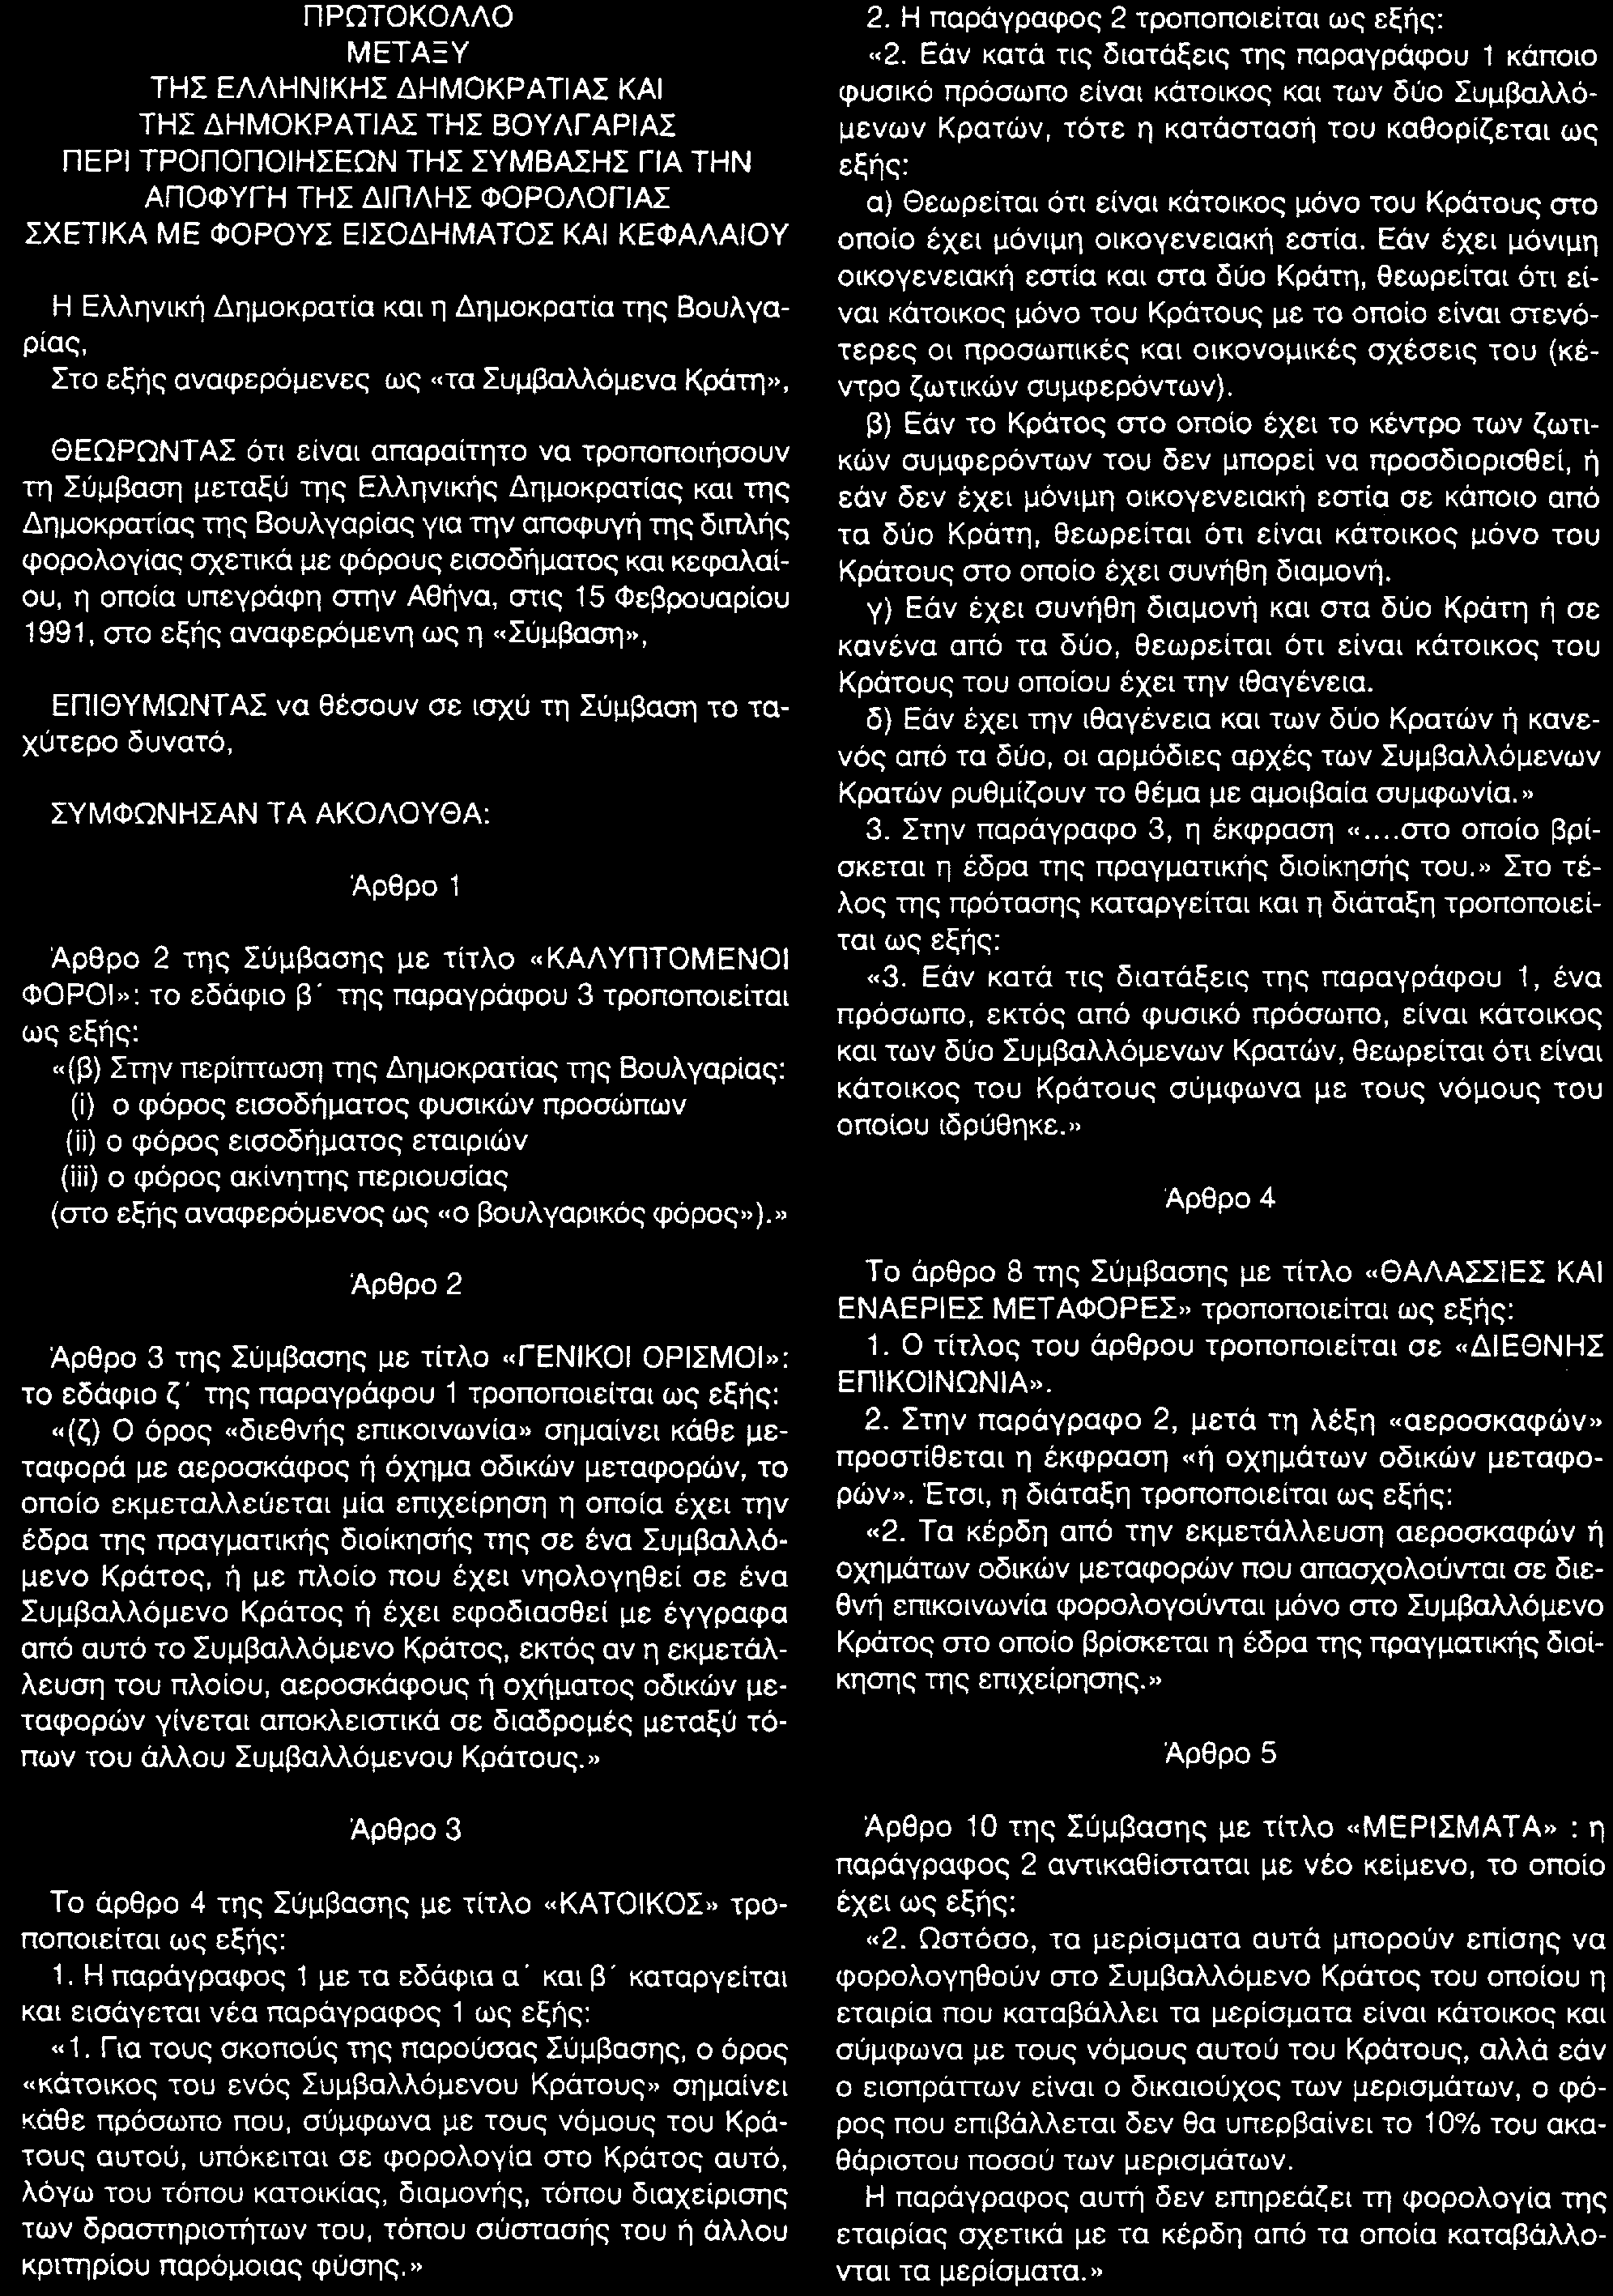 ΠΡΩΤΟΚΟΛΛΟ
ΜΕΤΑΞΥ
ΤΗΣ ΕΛΛΗΝΙΚΗΣ ΔΗΜΟΚΡΑΤΙΑΣ ΚΑΙ
ΤΗΣ ΔΗΜΟΚΡΑΤΙΑΣ ΤΗΣ ΒΟΥΛΓΑΡΙΑΣ
ΠΕΡΙ ΤΡΟΠΟΠΟΙΗΣΕΩΝ ΤΗΣ ΣΥΜΒΑΣΗΣ ΓΙΑ ΤΗΝ
ΑΠΟΦΥΓΗ ΤΗΣ ΔΙΠΛΗΣ ΦΟΡΟΛΟΓΙΑΣ
ΣΧΕΤΙΚΑ ΜΕ ΦΟΡΟΥΣ ΕΙΣΟΔΗΜΑΤΟΣ ΚΑΙ ΚΕΦΑΛΑΙΟΥ
Η Ελληνική Δημοκρατία και η Δημοκρατία της Βουλγα-
ρίας,
Στο εξής αναφερόμενες ως «τα Συμβαλλόμενα Κράτη»,
ΘΕΩΡΩΝΤΑΣ ότι είναι απαραίτητο να τροποποιήσουν
τη Σύμβαση μεταξύ της Ελληνικής Δημοκρατίας και της
Δημοκρατίας της Βουλγαρίας για την αποφυγή της διπλής
φορολογίας σχετικά με φόρους εισοδήματος και κεφαλαί-
ου, η οποία υπεγράφη στην Αθήνα, στις 15 Φεβρουαρίου
1991, στο εξής αναφερόμενη ως η «Σύμβαση»,
ΕΠΙΘΥΜΩΝΤΑΣ να θέσουν σε ισχύ τη Σύμβαση το τα-
χύτερο δυνατό,
ΣΥΜΦΩΝΗΣΑΝ ΤΑ ΑΚΟΛΟΥΘΑ:
Άρθρο 1
Άρθρο 2 της Σύμβασης με τίτλο «ΚΑΛΥΠΤΟΜΕΝΟΙ
ΦΟΡΟΙ»: το εδάφιο β΄ της παραγράφου 3 τροποποιείται
ως εξής:
«(β) Στην περίπτωση της Δημοκρατίας της Βουλγαρίας:
(i) ο φόρος εισοδήματος φυσικών προσώπων
(ii) ο φόρος εισοδήματος εταιριών
(iii) ο φόρος ακίνητης περιουσίας
(στο εξής αναφερόμενος ως «ο βουλγαρικός φόρος»).»
Άρθρο 2
Άρθρο 3 της Σύμβασης με τίτλο «ΓΕΝΙΚΟΙ ΟΡΙΣΜΟΙ»:
το εδάφιο ζ΄ της παραγράφου 1 τροποποιείται ως εξής:
«(ζ) Ο όρος «διεθνής επικοινωνία» σημαίνει κάθε με-
ταφορά με αεροσκάφος ή όχημα οδικών μεταφορών, το
οποίο εκμεταλλεύεται μία επιχείρηση η οποία έχει την
έδρα της πραγματικής διοίκησής της σε ένα Συμβαλλό-
μενο Κράτος, ή με πλοίο που έχει νηολογηθεί σε ένα
Συμβαλλόμενο Κράτος ή έχει εφοδιασθεί με έγγραφα
από αυτό το Συμβαλλόμενο Κράτος, εκτός αν η εκμετάλ-
λευση του πλοίου, αεροσκάφους ή οχήματος οδικών με-
ταφορών γίνεται αποκλειστικά σε διαδρομές μεταξύ τό-
πων του άλλου Συμβαλλόμενου Κράτους.»
Άρθρο 3
Το άρθρο 4 της Σύμβασης με τίτλο «ΚΑΤΟΙΚΟΣ» τρο-
ποποιείται ως εξής:
1. Η παράγραφος 1 με τα εδάφια α΄ και β΄ καταργείται
και εισάγεται νέα παράγραφος 1 ως εξής:
«1. Για τους σκοπούς της παρούσας Σύμβασης, ο όρος
«κάτοικος του ενός Συμβαλλόμενου Κράτους» σημαίνει
κάθε πρόσωπο που, σύμφωνα με τους νόμους του Κρά-
τους αυτού, υπόκειται σε φορολογία στο Κράτος αυτό,
λόγω του τόπου κατοικίας, διαμονής, τόπου διαχείρισης
των δραστηριοτήτων του, τόπου σύστασής του ή άλλου
κριτηρίου παρόμοιας φύσης.»
2. Η παράγραφος 2 τροποποιείται ως εξής:
«2. Εάν κατά τις διατάξεις της παραγράφου 1 κάποιο
φυσικό πρόσωπο είναι κάτοικος και των δύο Συμβαλλό-
μενων Κρατών, τότε η κατάστασή του καθορίζεται ως
εξής:
α) Θεωρείται ότι είναι κάτοικος μόνο του Κράτους στο
οποίο έχει μόνιμη οικογενειακή εστία. Εάν έχει μόνιμη
οικογενειακή εστία και στα δύο Κράτη, θεωρείται ότι εί-
ναι κάτοικος μόνο του Κράτους με το οποίο είναι στενό-
τερες οι προσωπικές και οικονομικές σχέσεις του (κέ-
ντρο ζωτικών συμφερόντων).
β) Εάν το Κράτος στο οποίο έχει το κέντρο των ζωτι-
κών συμφερόντων του δεν μπορεί να προσδιορισθεί, ή
εάν δεν έχει μόνιμη οικογενειακή εστία σε κάποιο από
τα δύο Κράτη, θεωρείται ότι είναι κάτοικος μόνο του
Κράτους στο οποίο έχει συνήθη διαμονή.
γ) Εάν έχει συνήθη διαμονή και στα δύο Κράτη ή σε
κανένα από τα δύο, θεωρείται ότι είναι κάτοικος του
Κράτους του οποίου έχει την ιθαγένεια.
δ) Εάν έχει την ιθαγένεια και των δύο Κρατών ή κανε-
νός από τα δύο, οι αρμόδιες αρχές των Συμβαλλόμενων
Κρατών ρυθμίζουν το θέμα με αμοιβαία συμφωνία.»
3. Στην παράγραφο 3, η έκφραση «....στο οποίο βρί-
σκεται η έδρα της πραγματικής διοίκησής του.» Στο τέ-
λος της πρότασης καταργείται και η διάταξη τροποποιεί-
ται ως εξής:
«3. Εάν κατά τις διατάξεις της παραγράφου 1, ένα
πρόσωπο, εκτός από φυσικό πρόσωπο, είναι κάτοικος
και των δύο Συμβαλλόμενων Κρατών, θεωρείται ότι είναι
κάτοικος του Κράτους σύμφωνα με τους νόμους του
οποίου ιδρύθηκε.»
Άρθρο 4
Το άρθρο 8 της Σύμβασης με τίτλο «ΘΑΛΑΣΣΙΕΣ ΚΑΙ
ΕΝΑΕΡΙΕΣ ΜΕΤΑΦΟΡΕΣ» τροποποιείται ως εξής:
1. Ο τίτλος του άρθρου τροποποιείται σε «ΔΙΕΘΝΗΣ
ΕΠΙΚΟΙΝΩΝΙΑ».
2. Στην παράγραφο 2, μετά τη λέξη «αεροσκαφών»
προστίθεται η έκφραση «ή οχημάτων οδικών μεταφο-
ρών». Έτσι, η διάταξη τροποποιείται ως εξής:
«2. Τα κέρδη από την εκμετάλλευση αεροσκαφών ή
οχημάτων οδικών μεταφορών που απασχολούνται σε διε-
θνή επικοινωνία φορολογούνται μόνο στο Συμβαλλόμενο
Κράτος στο οποίο βρίσκεται η έδρα της πραγματικής διοί-
κησης της επιχείρησης.»
Άρθρο 5
Άρθρο 10 της Σύμβασης με τίτλο «ΜΕΡΙΣΜΑΤΑ» : η
παράγραφος 2 αντικαθίσταται με νέο κείμενο, το οποίο
έχει ως εξής:
«2. Ωστόσο, τα μερίσματα αυτά μπορούν επίσης να
φορολογηθούν στο Συμβαλλόμενο Κράτος του οποίου η
εταιρία που καταβάλλει τα μερίσματα είναι κάτοικος και
σύμφωνα με τους νόμους αυτού του Κράτους, αλλά εάν
ο εισπράττων είναι ο δικαιούχος των μερισμάτων, ο φό-
ρος που επιβάλλεται δεν θα υπερβαίνει το 10% του ακα-
θάριστου ποσού των μερισμάτων.
Η παράγραφος αυτή δεν επηρεάζει τη φορολογία της
εταιρίας σχετικά με τα κέρδη από τα οποία καταβάλλο-
νται τα μερίσματα.»